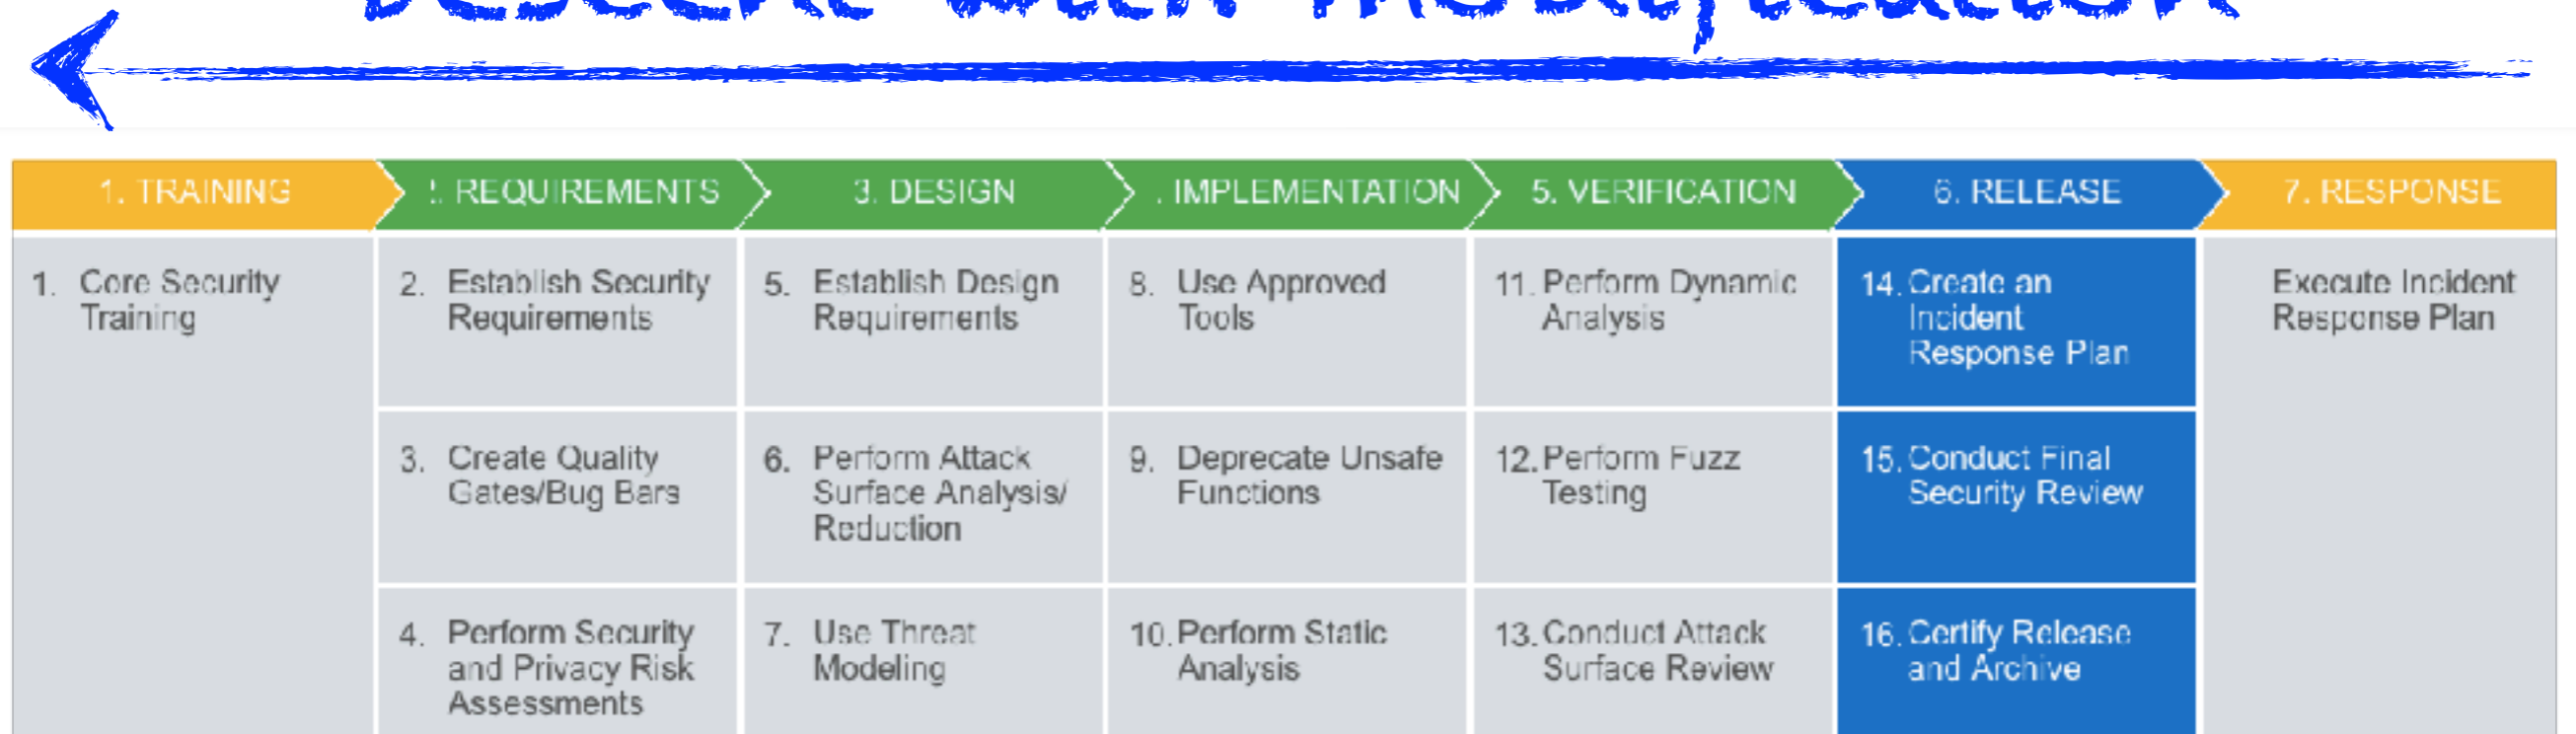 Descent with modification
1. TRAINING
. REQUIREMENTS
3. DESIGN
. IMPLEMENTATION
5. VERIFICATION
6. RELEASE
7. RESPONSE
1. Core Security
Training
2. Establish Security
Requirements
5. Establish Design
Requirements
8. Use Approved
Tools
11. Perform Dynamic
Analysis
14. Create an
Incident
Response Plan
Execute Incident
Response Plan
3. Create Quality
Gates/Bug Bars
6. Perform Attack
Surface Analysis/
Reduction
9. Deprecate Unsafe
Functions
12. Perform Fuzz
Testing
15. Conduct Final
Security Review
4. Perform Security
and Privacy Risk
Assessments
7. Use Threat
Modeling
10. Perform Static
Analysis
13. Conduct Attack
Surface Review
16. Certify Release
and Archive